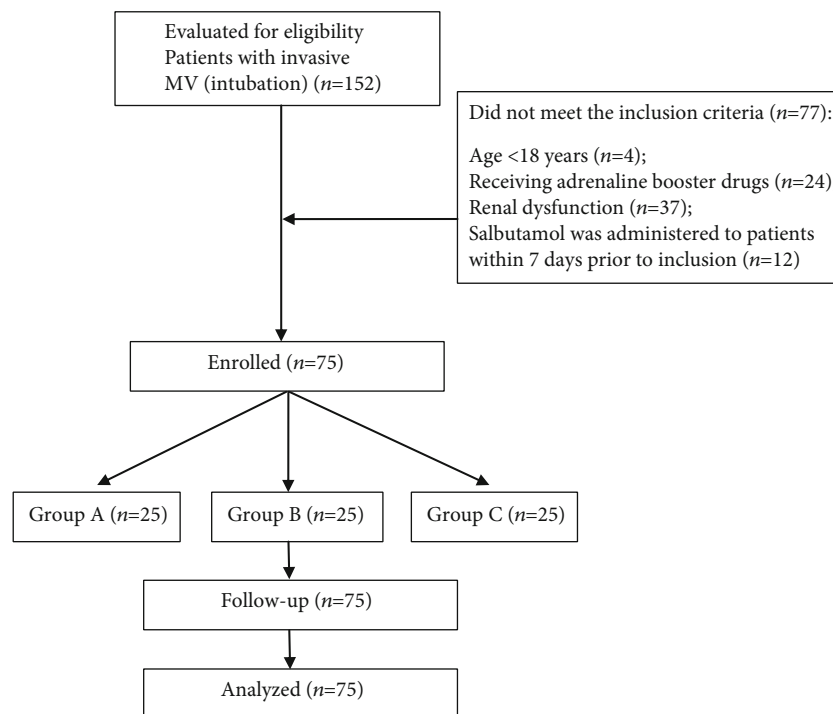 Evaluated for eligibility
Patients with invasive
MV (intubation) (n=152)
Did not meet the inclusion criteria (n=77):
Age <18 years (n=4);
Receiving adrenaline booster drugs (n=24)
Renal dysfunction (n=37);
Salbutamol was administered to patients
within 7 days prior to inclusion (n=12)
Enrolled (n=75)
Group A (n=25)
Group B (n=25)
Group C (n=25)
Follow-up (n=75)
Analyzed (n=75)